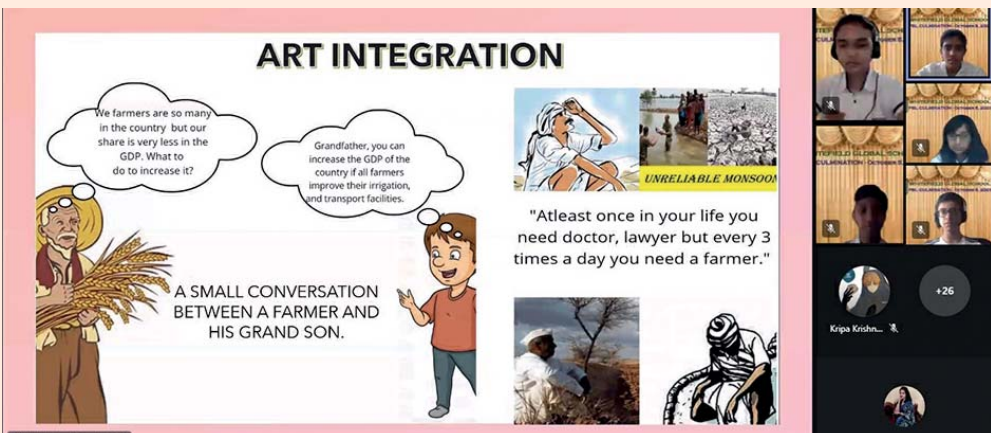 ART INTEGRATION
We farmers are so many
in the country but our
share is very less in the
GDP. What to
do to increase it?
Grandfather, you can
increase the GDP of the
country if all farmers
improve their irrigation,
and transport facilities.
A SMALL CONVERSATION
BETWEEN A FARMER AND
HIS GRAND SON.
UNRELIABLE MONSOON
"Atleast once in your life you
need doctor, lawyer but every 3
times a day you need a farmer."
+26
Kripa Krishn...